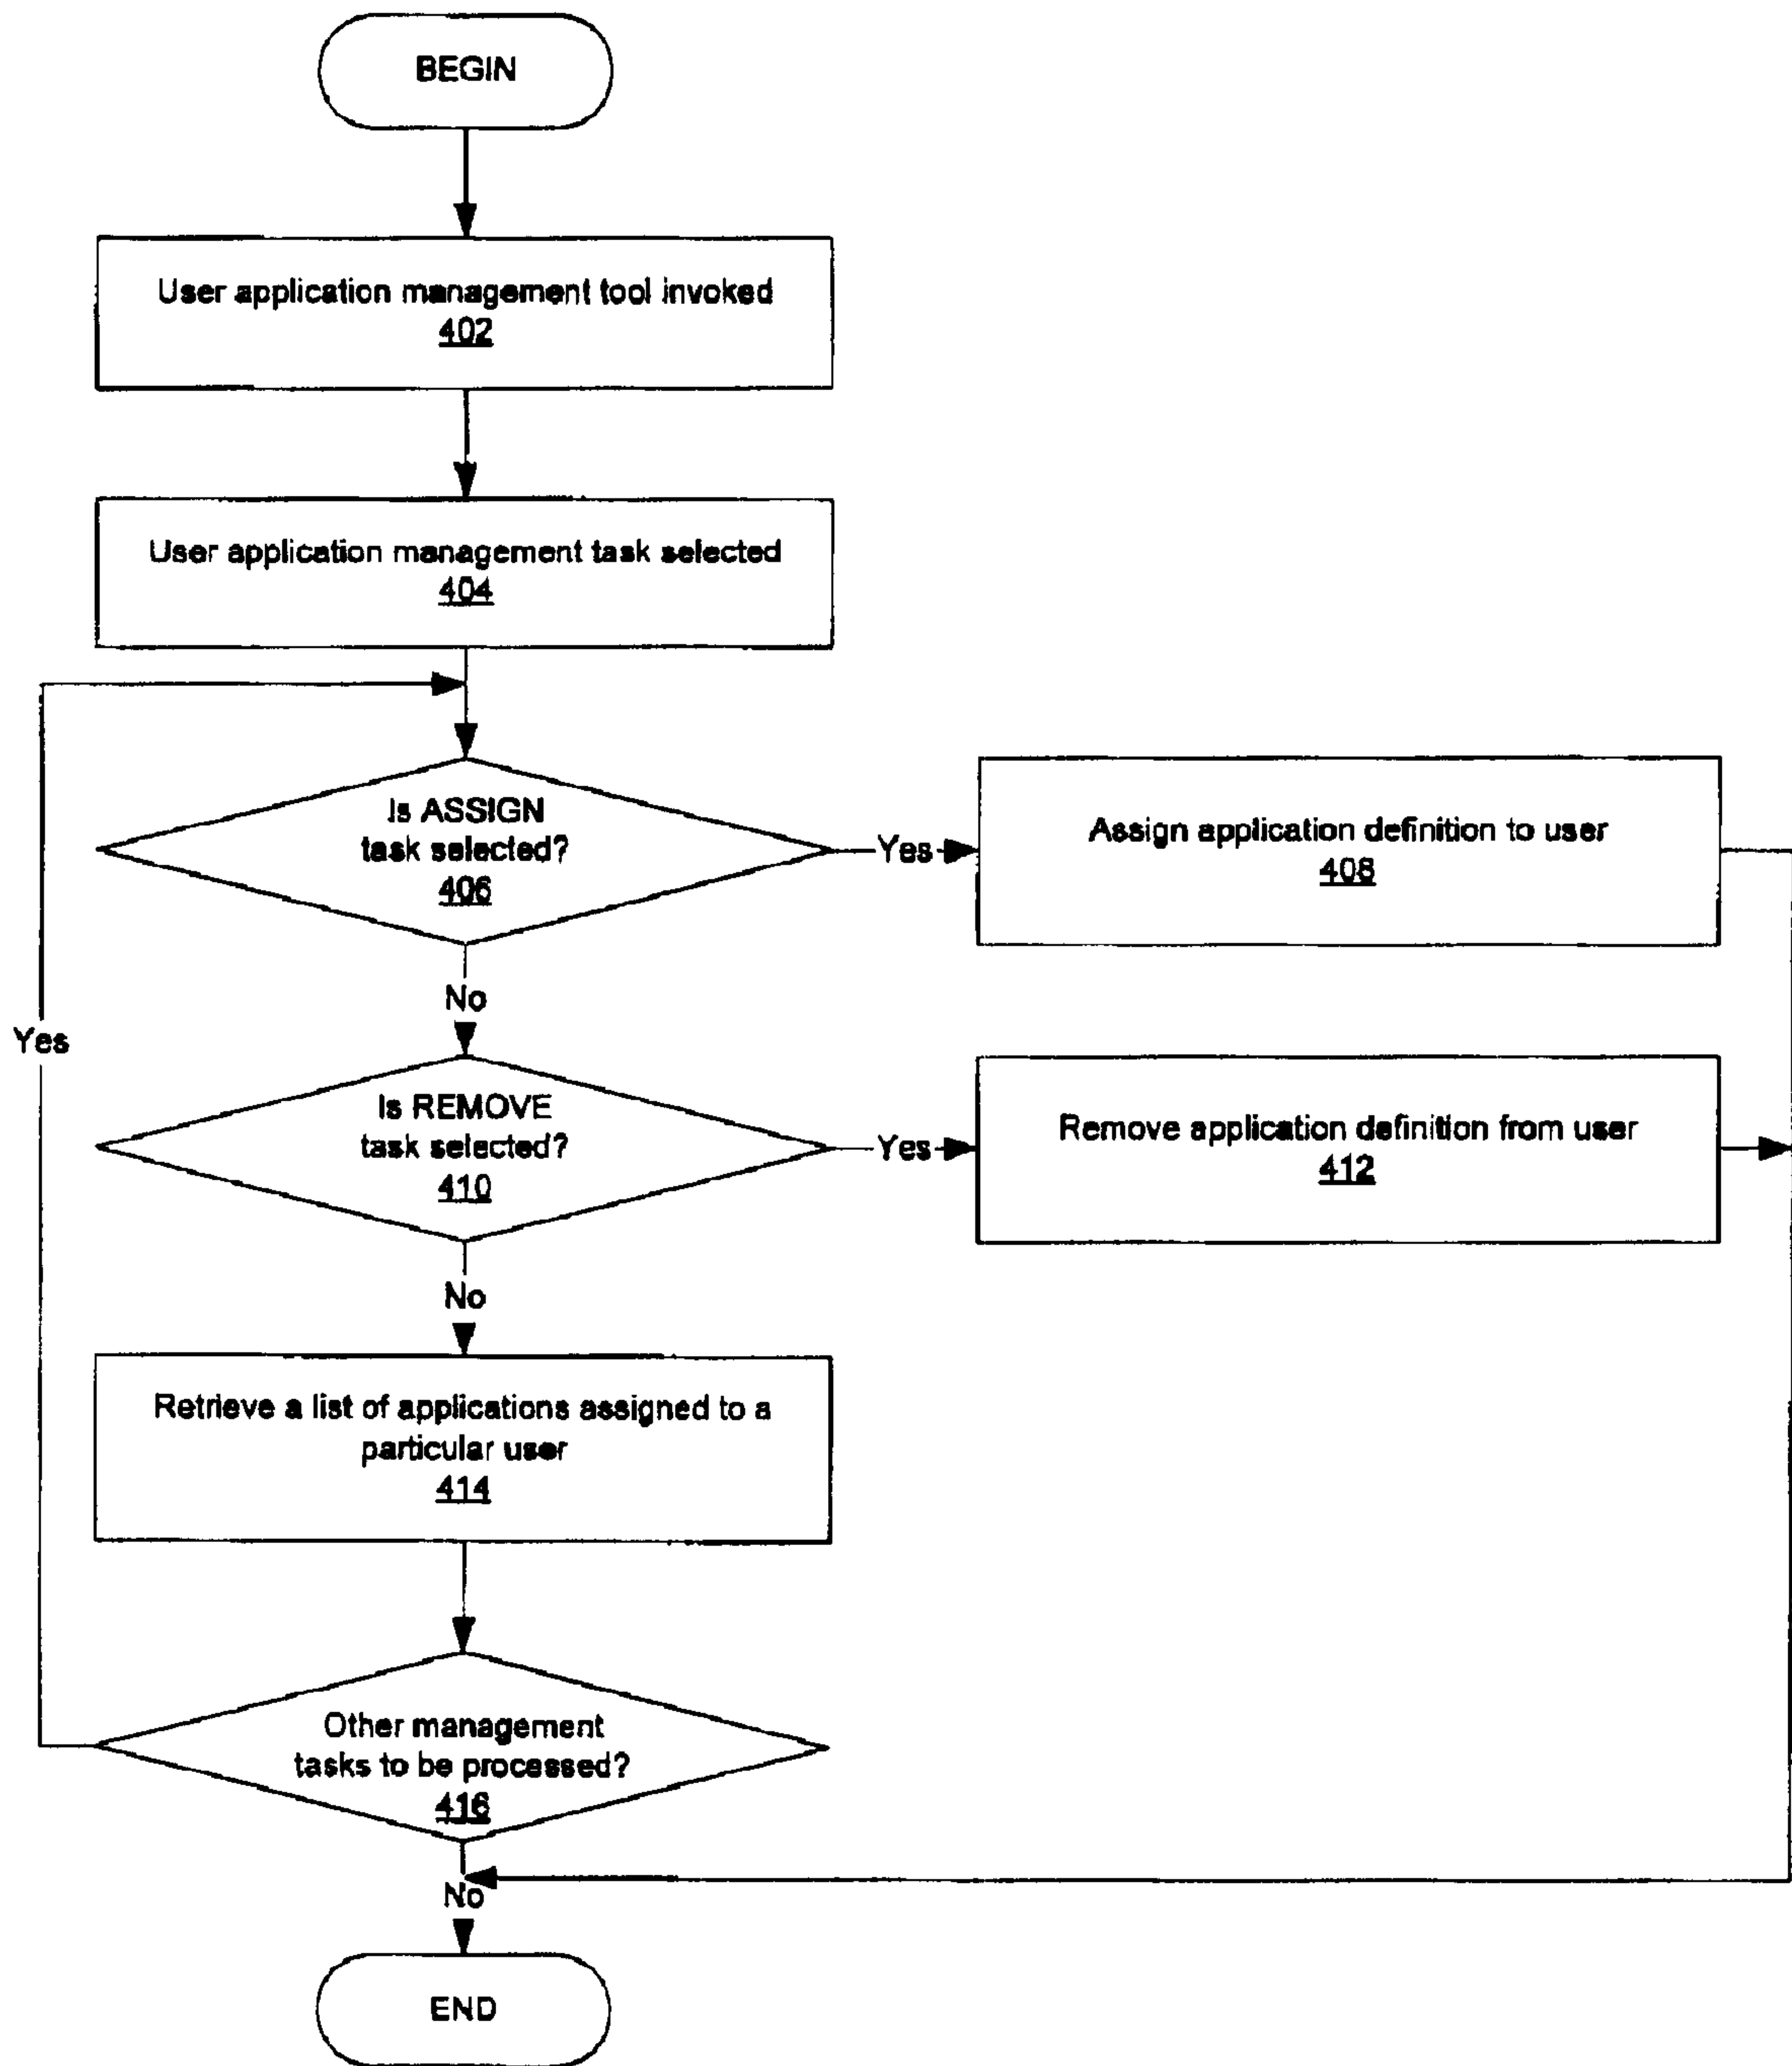 BEGIN
User application management tool invoked
402
User application management task selected
404
Is ASSIGN
task selected?
406
Yes
Assign application definition to user
408
No
Yes
Is REMOVE
task selected?
410
Yes
Remove application definition from user
412
No
Retrieve a list of applications assigned to a
particular user
414
Other management
tasks to be processed?
416
No
END